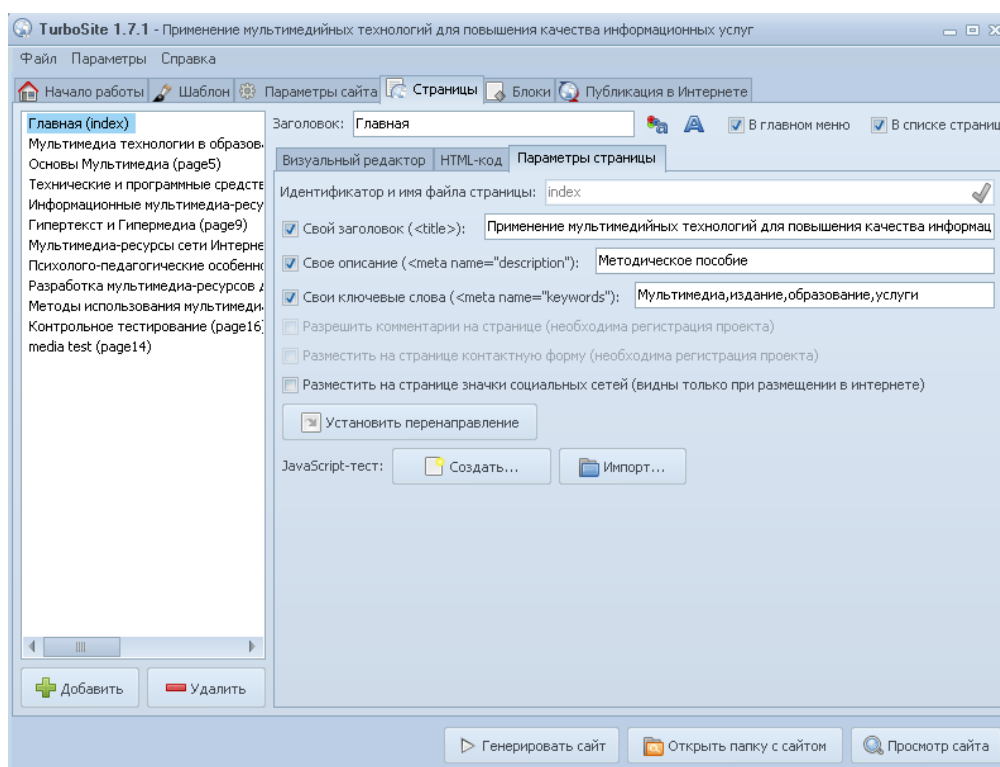 TurboSite 1.7.1 - Применение мультимедийных технологий для повышения качества информационных услуг
Файл Параметры Справка
Начало работы Шаблон Параметры сайта Страницы Блоки Публикация в Интернете
Главная (index)
Мультимедиа технологии в образов
Основы Мультимедиа (page5)
Технические и программные средств
Информационные мультимедиа-ресу
Гипертекст и Гипермедиа (page9)
Мультимедиа-ресурсы сети Интерне
Психолого-педагогические особенно
Разработка мультимедиа-ресурсов д
Методы использования мультимеди
Контрольное тестирование (page16)
media test (page14)
Добавить Удалить
Заголовок: Главная В главном меню В списке страниц
Визуальный редактор HTML-код Параметры страницы
Идентификатор и имя файла страницы: index
Свой заголовок (<title>): Применение мультимедийных технологий для повышения качества информац
Свое описание (<meta name="description"): Методическое пособие
Свои ключевые слова (<meta name="keywords"): Мультимедиа,издание,образование,услуги
Разрешить комментарии на странице (необходима регистрация проекта)
Разместить на странице контактную форму (необходима регистрация проекта)
Разместить на странице значки социальных сетей (видны только при размещении в интернете)
Установить перенаправление
JavaScript-тест: Создать... Импорт...
Генерировать сайт Открыть папку с сайтом Просмотр сайта